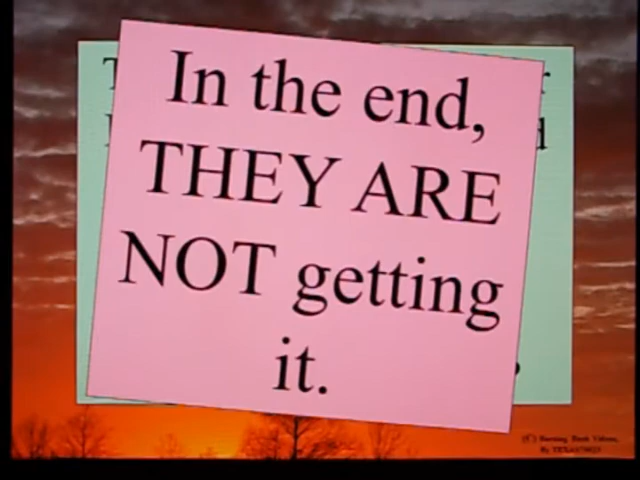 In the end,
THEY ARE
NOT getting
it.